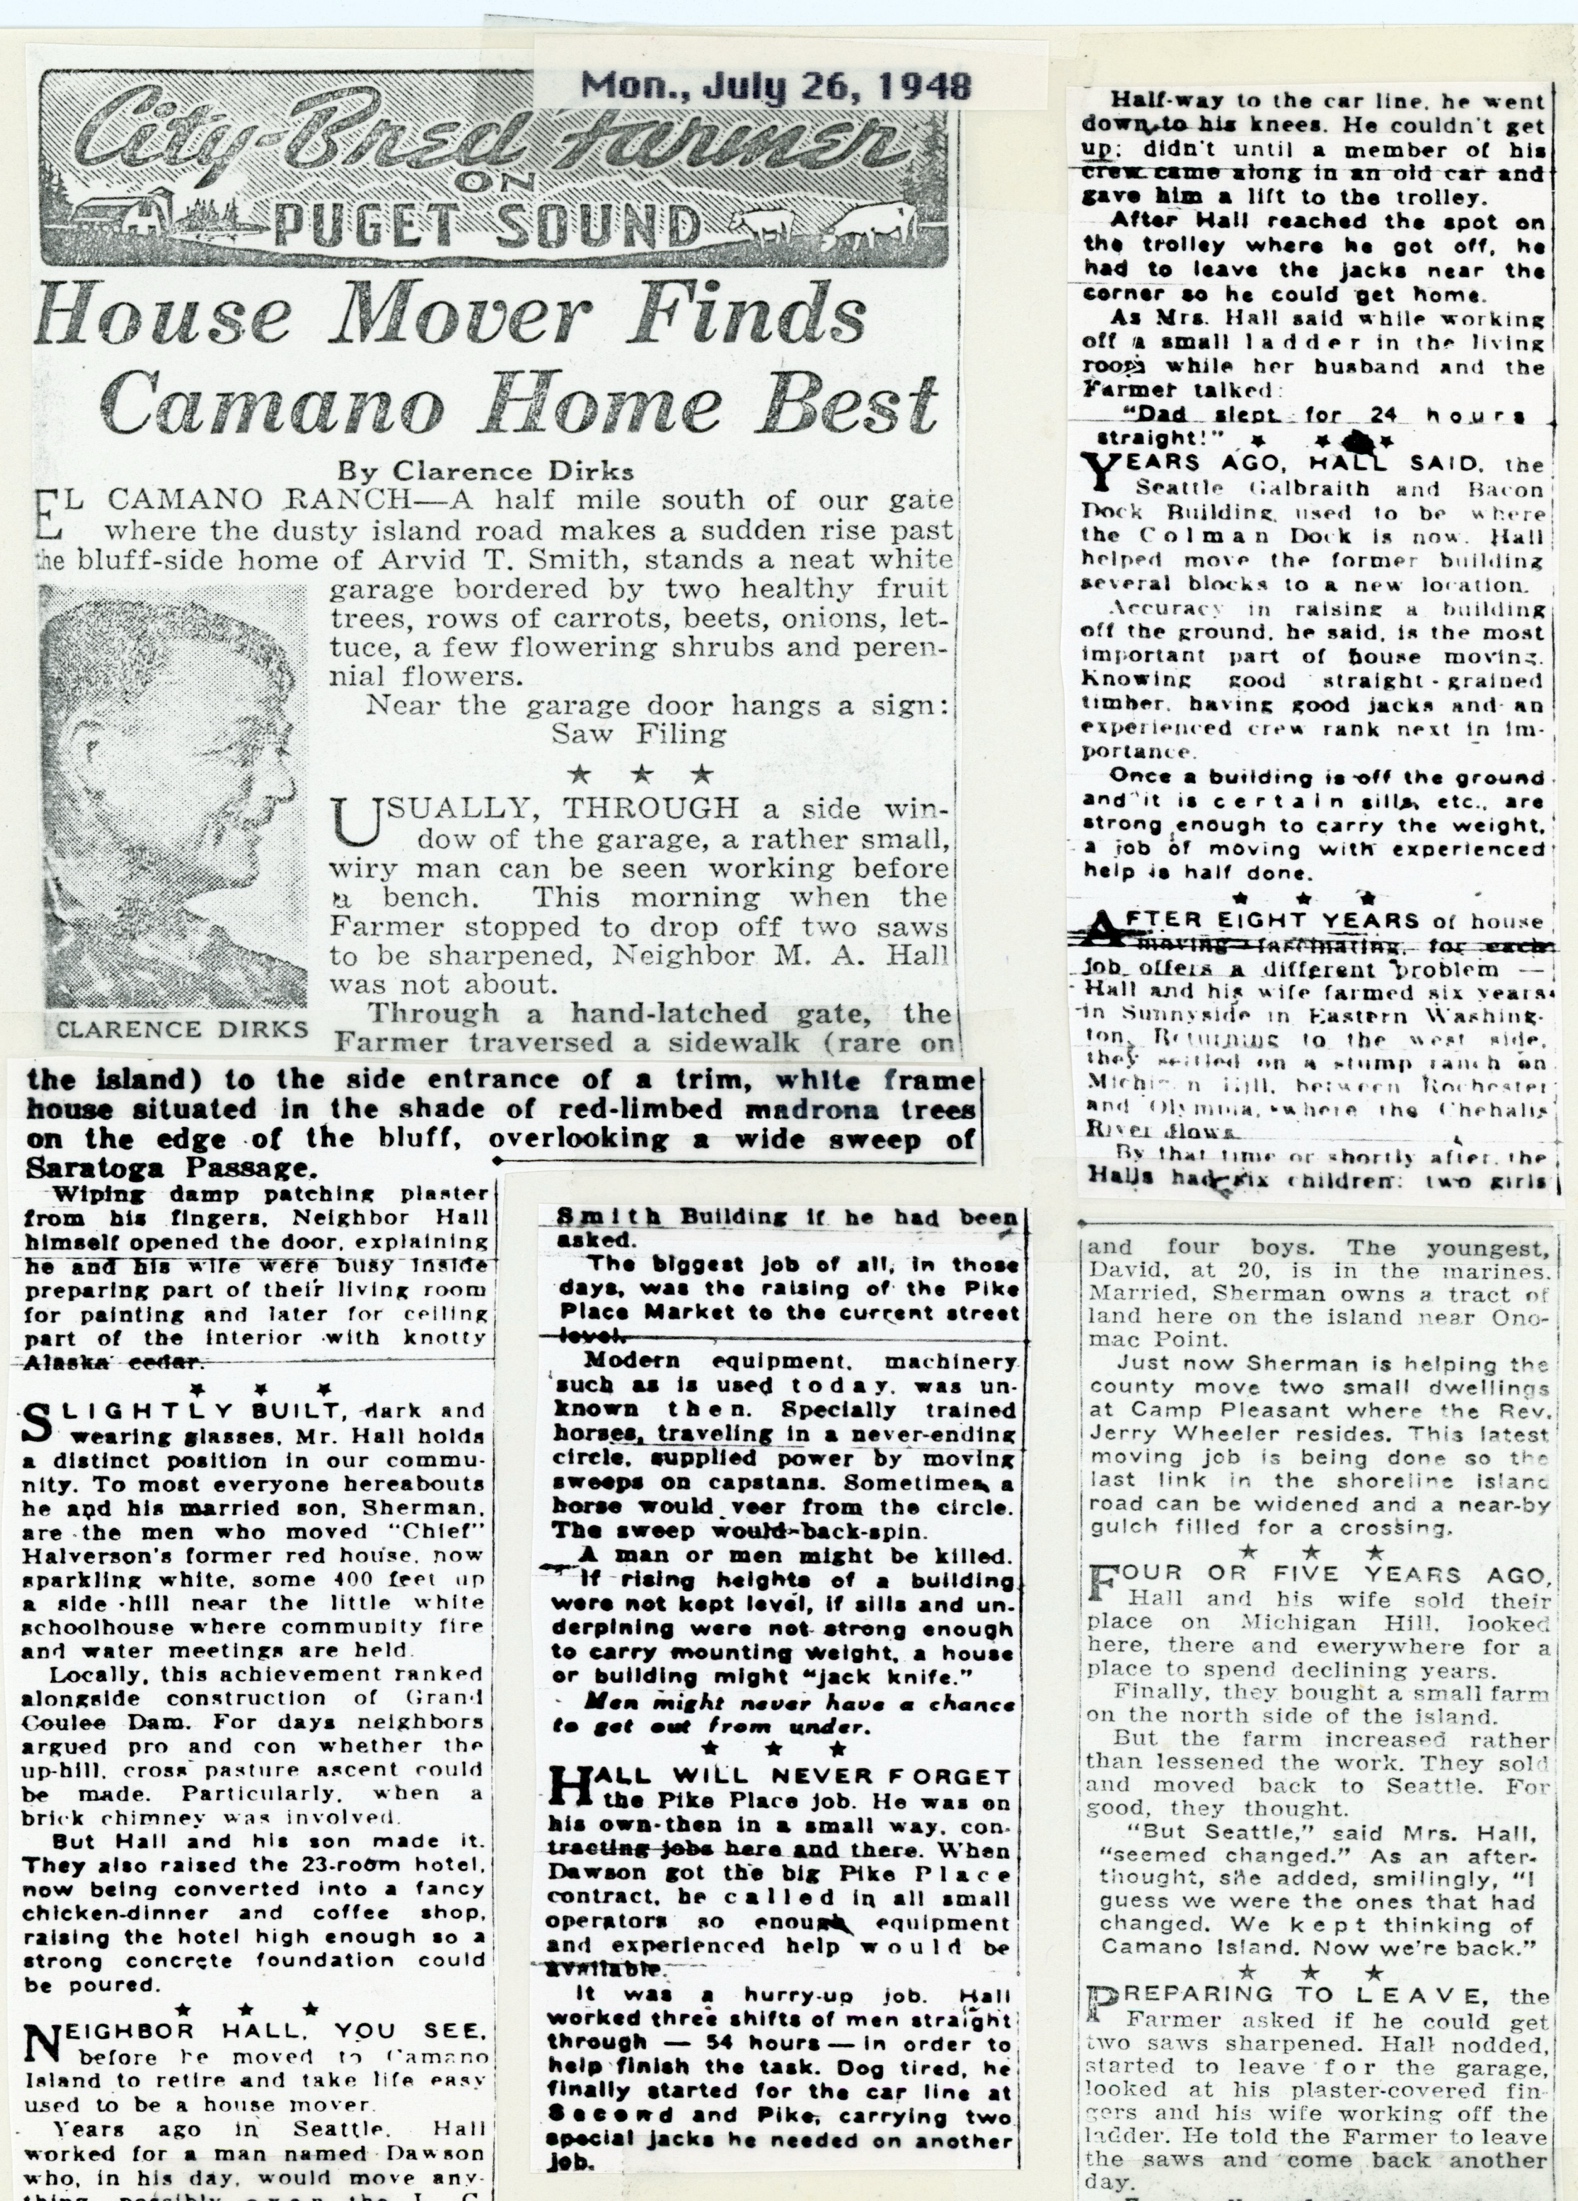 Mon., July 26, 1948
City-Bred Farmer
ON
PUGET SOUND
House Mover Finds
Camano Home Best
By Clarence Dirks
EL CAMANO RANCH—A half mile south of our gate
where the dusty island road makes a sudden rise past
the bluff-side home of Arvid T. Smith, stands a neat white
garage bordered by two healthy fruit
trees, rows of carrots, beets, onions, let-
tuce, a few flowering shrubs and peren-
nial flowers.
Near the garage door hangs a sign:
Saw Filing
★ ★ ★
USUALLY, THROUGH a side win-
dow of the garage, a rather small,
wiry man can be seen working before
a bench. This morning when the
Farmer stopped to drop off two saws
to be sharpened, Neighbor M. A. Hall
was not about.
Through a hand-latched gate, the
Farmer traversed a sidewalk (rare on
CLARENCE DIRKS
the island) to the side entrance of a trim, white frame
house situated in the shade of red-limbed madrona trees
on the edge of the bluff, overlooking a wide sweep of
Saratoga Passage.
Wiping damp patching plaster
from his fingers, Neighbor Hall
himself opened the door, explaining
he and his wife were busy inside
preparing part of their living room
for painting and later for ceiling
part of the interior with knotty
Alaska cedar.
★ ★ ★
SLIGHTLY BUILT, dark and
wearing glasses, Mr. Hall holds
a distinct position in our commu-
nity. To most everyone hereabouts
he and his married son, Sherman,
are the men who moved "Chief"
Halverson's former red house, now
sparkling white, some 400 feet up
a side-hill near the little white
schoolhouse where community fire
and water meetings are held.
Locally, this achievement ranked
alongside construction of Grand
Coulee Dam. For days neighbors
argued pro and con whether the
up-hill, cross pasture ascent could
be made. Particularly, when a
brick chimney was involved.
But Hall and his son made it.
They also raised the 23-room hotel,
now being converted into a fancy
chicken-dinner and coffee shop,
raising the hotel high enough so a
strong concrete foundation could
be poured.
★ ★ ★
NEIGHBOR HALL, YOU SEE,
before he moved to Camano
Island to retire and take life easy
used to be a house mover.
Years ago in Seattle, Hall
worked for a man named Dawson
who, in his day, would move any-
thing, possibly even the L. C.
Smith Building if he had been
asked.
The biggest job of all, in those
days, was the raising of the Pike
Place Market to the current street
level.
Modern equipment, machinery
such as is used today, was un-
known then. Specially trained
horses, traveling in a never-ending
circle, supplied power by moving
sweeps on capstans. Sometimes a
horse would veer from the circle.
The sweep would back-spin.
A man or men might be killed.
If rising heights of a building
were not kept level, if sills and un-
derpining were not strong enough
to carry mounting weight, a house
or building might "jack knife."
Men might never have a chance
to get out from under.
★ ★ ★
HALL WILL NEVER FORGET
the Pike Place job. He was on
his own then in a small way, con-
tracting jobs here and there. When
Dawson got the big Pike Place
contract, he called in all small
operators so enough equipment
and experienced help would be
available.
It was a hurry-up job. Hall
worked three shifts of men straight
through — 54 hours — in order to
help finish the task. Dog tired, he
finally started for the car line at
Second and Pike, carrying two
special jacks he needed on another
job.
Half-way to the car line, he went
down to his knees. He couldn't get
up; didn't until a member of his
crew came along in an old car and
gave him a lift to the trolley.
After Hall reached the spot on
the trolley where he got off, he
had to leave the jacks near the
corner so he could get home.
As Mrs. Hall said while working
off a small ladder in the living
room while her husband and the
Farmer talked:
"Dad slept for 24 hours
straight!" ★ ★ ★
YEARS AGO, HALL SAID, the
Seattle Galbraith and Bacon
Dock Building used to be where
the Colman Dock is now. Hall
helped move the former building
several blocks to a new location.
Accuracy in raising a building
off the ground, he said, is the most
important part of house moving.
Knowing good straight-grained
timber, having good jacks and an
experienced crew rank next in im-
portance.
Once a building is off the ground
and it is certain sills, etc., are
strong enough to carry the weight,
a job of moving with experienced
help is half done.
★ ★ ★
AFTER EIGHT YEARS of house
moving—fascinating, for each
job offers a different problem —
Hall and his wife farmed six years
in Sunnyside in Eastern Washing-
ton. Returning to the west side,
they settled on a stump ranch on
Michigan Hill, between Rochester
and Olympia, where the Chehalis
River flows.
By that time or shortly after, the
Halls had six children: two girls
and four boys. The youngest,
David, at 20, is in the marines.
Married, Sherman owns a tract of
land here on the island near Ono-
mac Point.
Just now Sherman is helping the
county move two small dwellings
at Camp Pleasant where the Rev.
Jerry Wheeler resides. This latest
moving job is being done so the
last link in the shoreline island
road can be widened and a near-by
gulch filled for a crossing.
★ ★ ★
FOUR OR FIVE YEARS AGO,
Hall and his wife sold their
place on Michigan Hill, looked
here, there and everywhere for a
place to spend declining years.
Finally, they bought a small farm
on the north side of the island.
But the farm increased rather
than lessened the work. They sold
and moved back to Seattle. For
good, they thought.
"But Seattle," said Mrs. Hall,
"seemed changed." As an after-
thought, she added, smilingly, "I
guess we were the ones that had
changed. We kept thinking of
Camano Island. Now we're back."
★ ★ ★
PREPARING TO LEAVE, the
Farmer asked if he could get
two saws sharpened. Hall nodded,
started to leave for the garage,
looked at his plaster-covered fin-
gers and his wife working off the
ladder. He told the Farmer to leave
the saws and come back another
day.